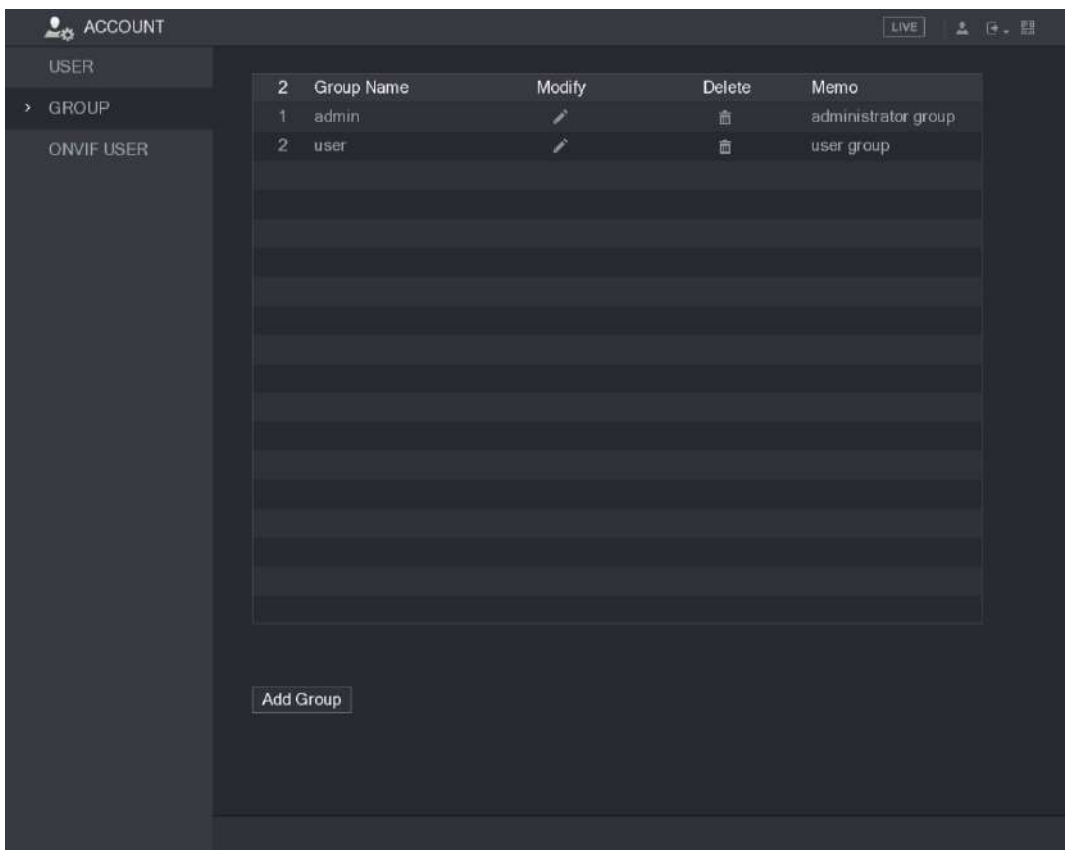 ACCOUNT LIVE
USER
GROUP
ONVIF USER
2 Group Name Modify Delete Memo
1 admin administrator group
2 user user group
Add Group